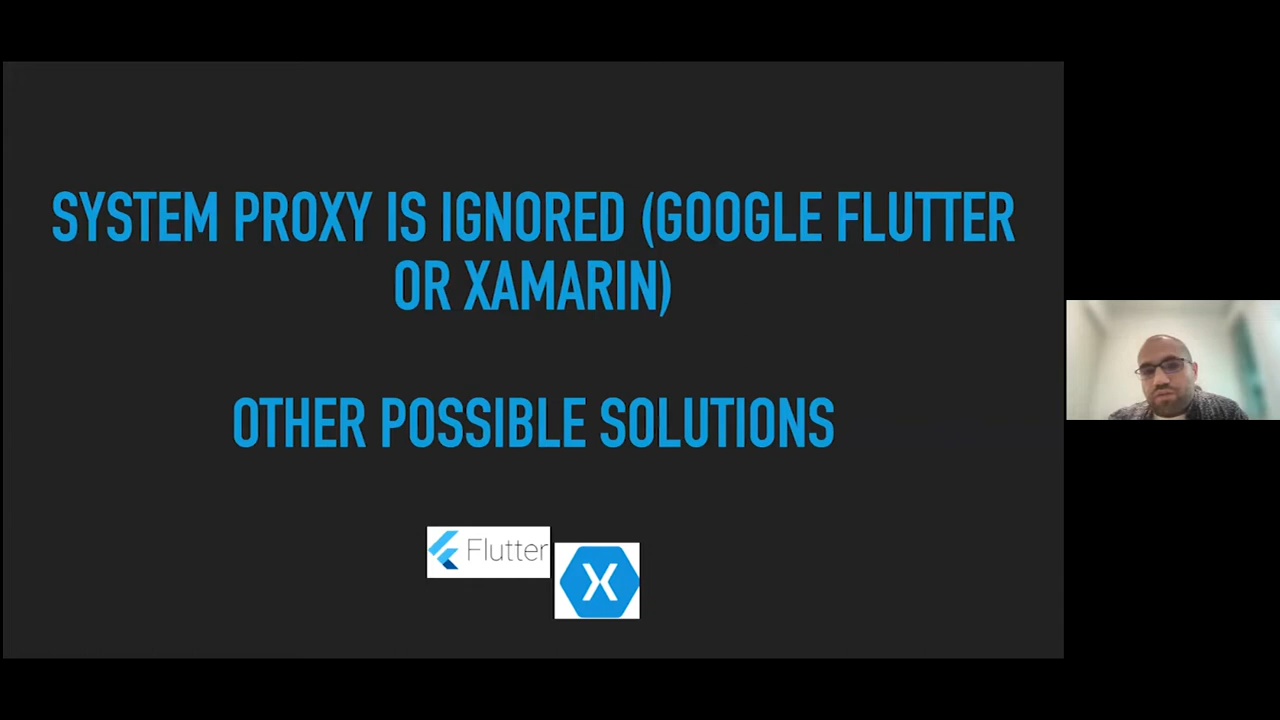 SYSTEM PROXY IS IGNORED (GOOGLE FLUTTER
OR XAMARIN)
OTHER POSSIBLE SOLUTIONS
Flutter
X